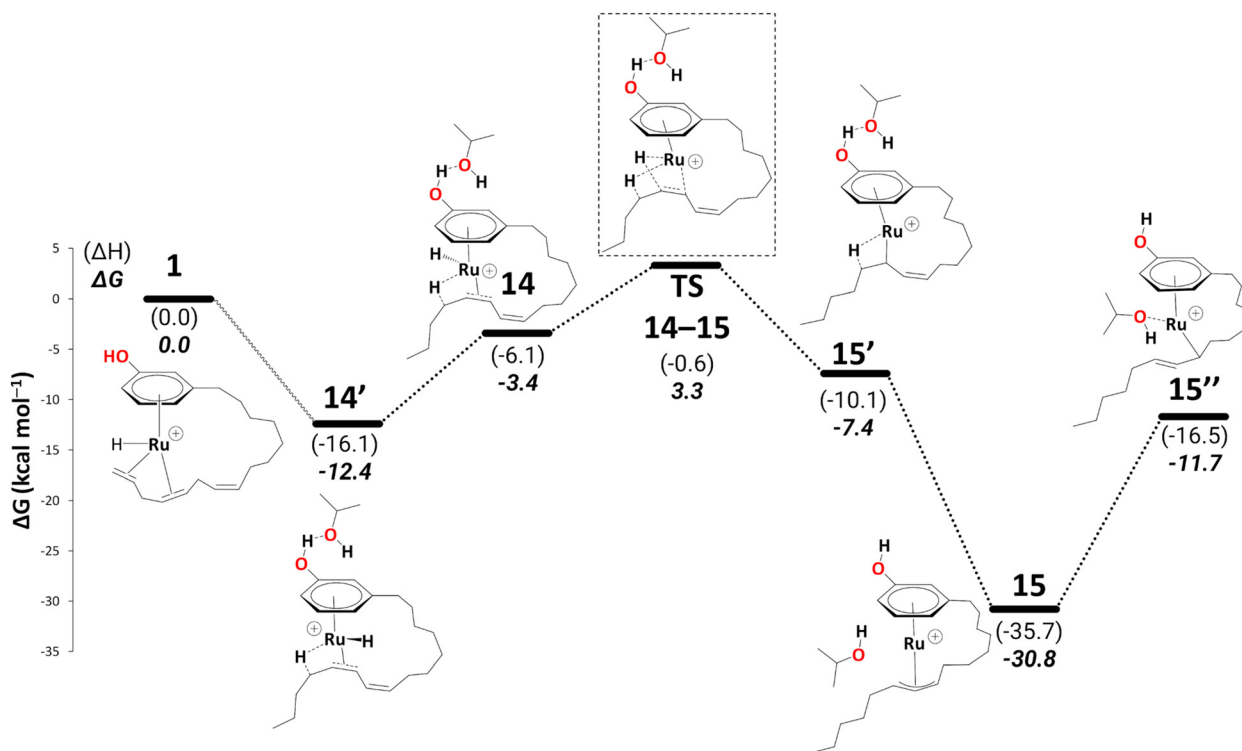 ΔG (kcal mol⁻¹)
5
0
-5
-10
-15
-20
-25
-30
-35
(ΔH)
ΔG
1
(0.0)
0.0
HO
H
Ru
+
14'
(-16.1)
-12.4
H
O
H
O
H
+
Ru
H
H
14
(-6.1)
-3.4
H
O
H
O
H
H
Ru
+
H
TS
14–15
(-0.6)
3.3
H
O
H
O
H
H
Ru
+
H
15'
(-10.1)
-7.4
H
O
H
O
H
Ru
+
H
15
(-35.7)
-30.8
H
O
H
O
Ru
+
15''
(-16.5)
-11.7
H
O
O
H
Ru
+